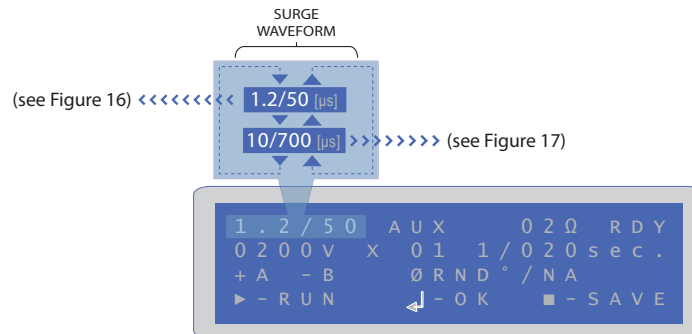 SURGE
WAVEFORM
(see Figure 16) 1.2/50 [µs]
10/700 [µs] (see Figure 17)
1.2/50 AUX 02Ω RDY
0200V X 01 1/020sec.
+A -B ØRND°/NA
▶-RUN ↲-OK ■-SAVE